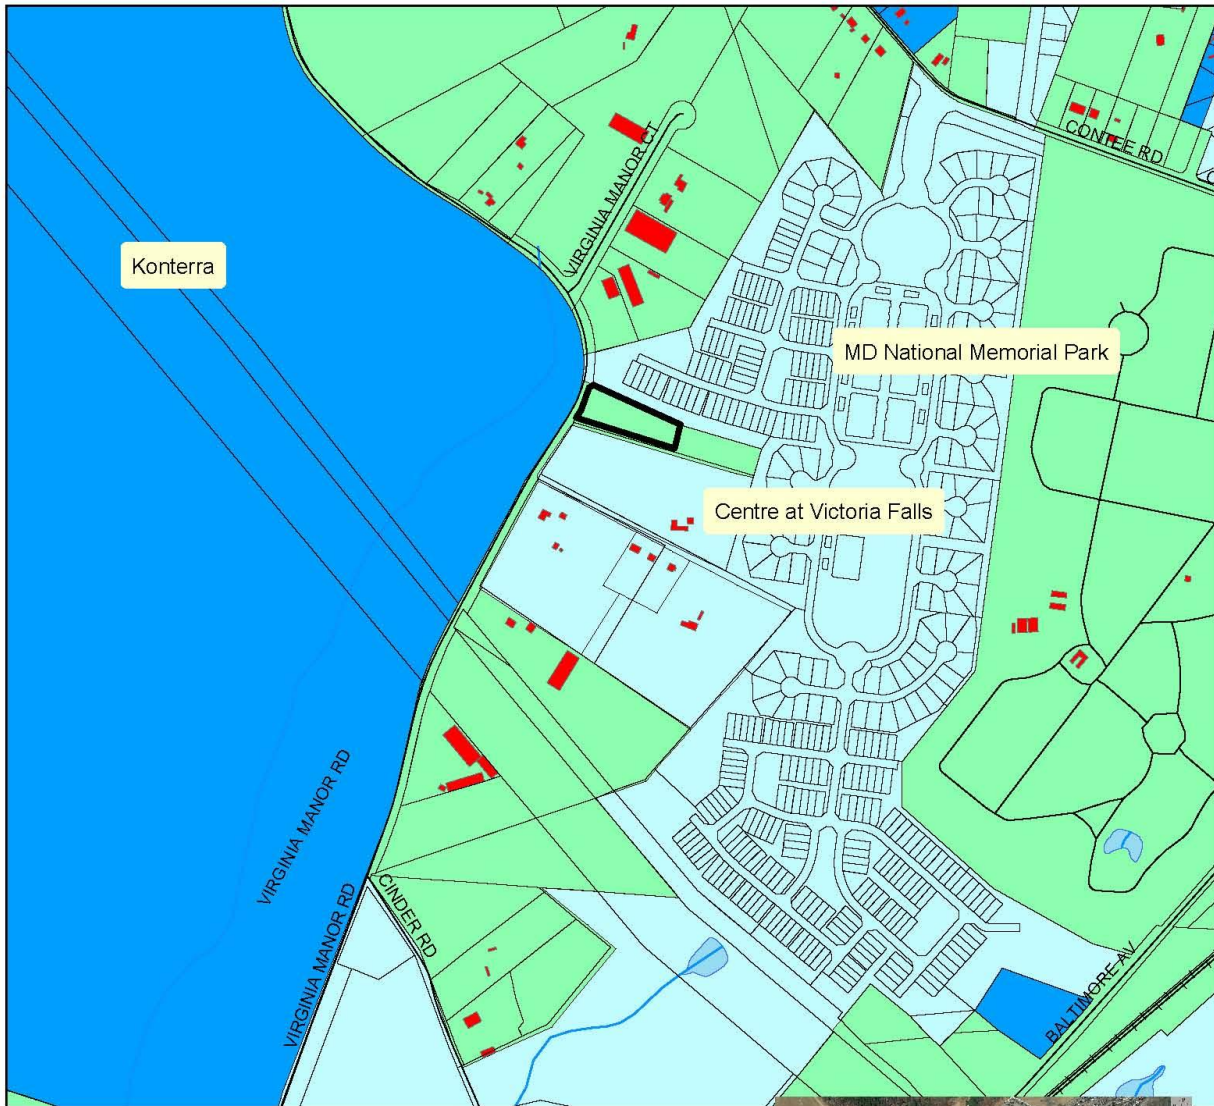 CONTEE RD
VIRGINIA MANOR CT
Konterra
MD National Memorial Park
Centre at Victoria Falls
VIRGINIA MANOR RD
VIRGINIA MANOR RD
CINDER RD
BALTIMORE AV